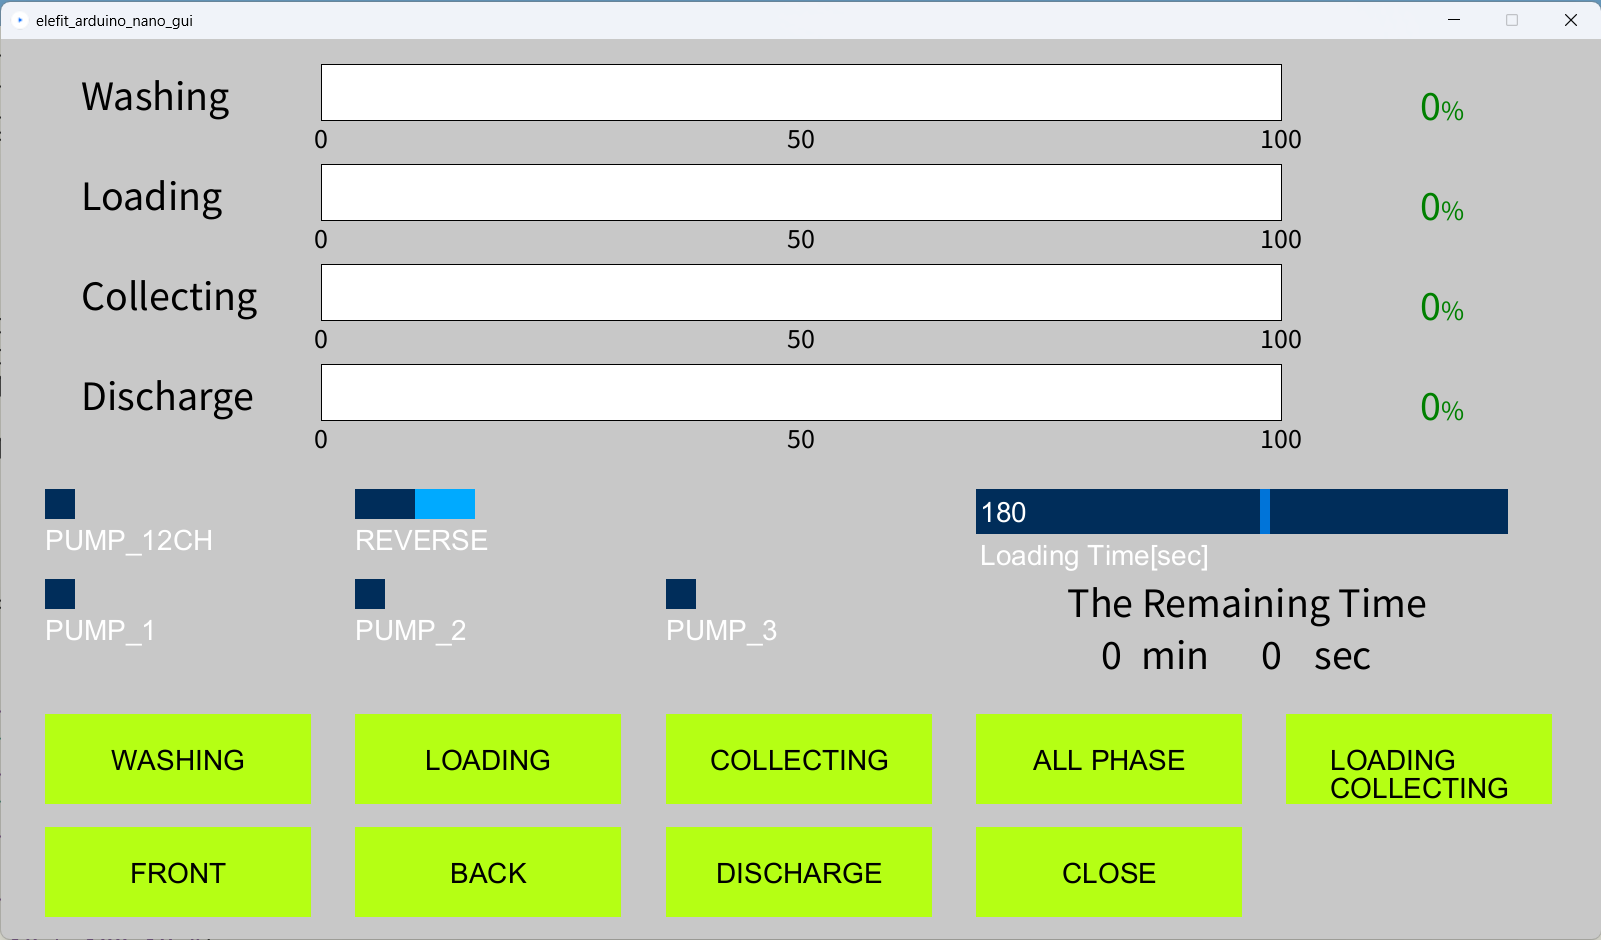 elefit_arduino_nano_gui
Washing
0%
0 50 100
Loading
0%
0 50 100
Collecting
0%
0 50 100
Discharge
0%
0 50 100
180
PUMP_12CH
REVERSE
Loading Time[sec]
PUMP_1
PUMP_2
PUMP_3
The Remaining Time
0 min 0 sec
WASHING
LOADING
COLLECTING
ALL PHASE
LOADING
COLLECTING
FRONT
BACK
DISCHARGE
CLOSE